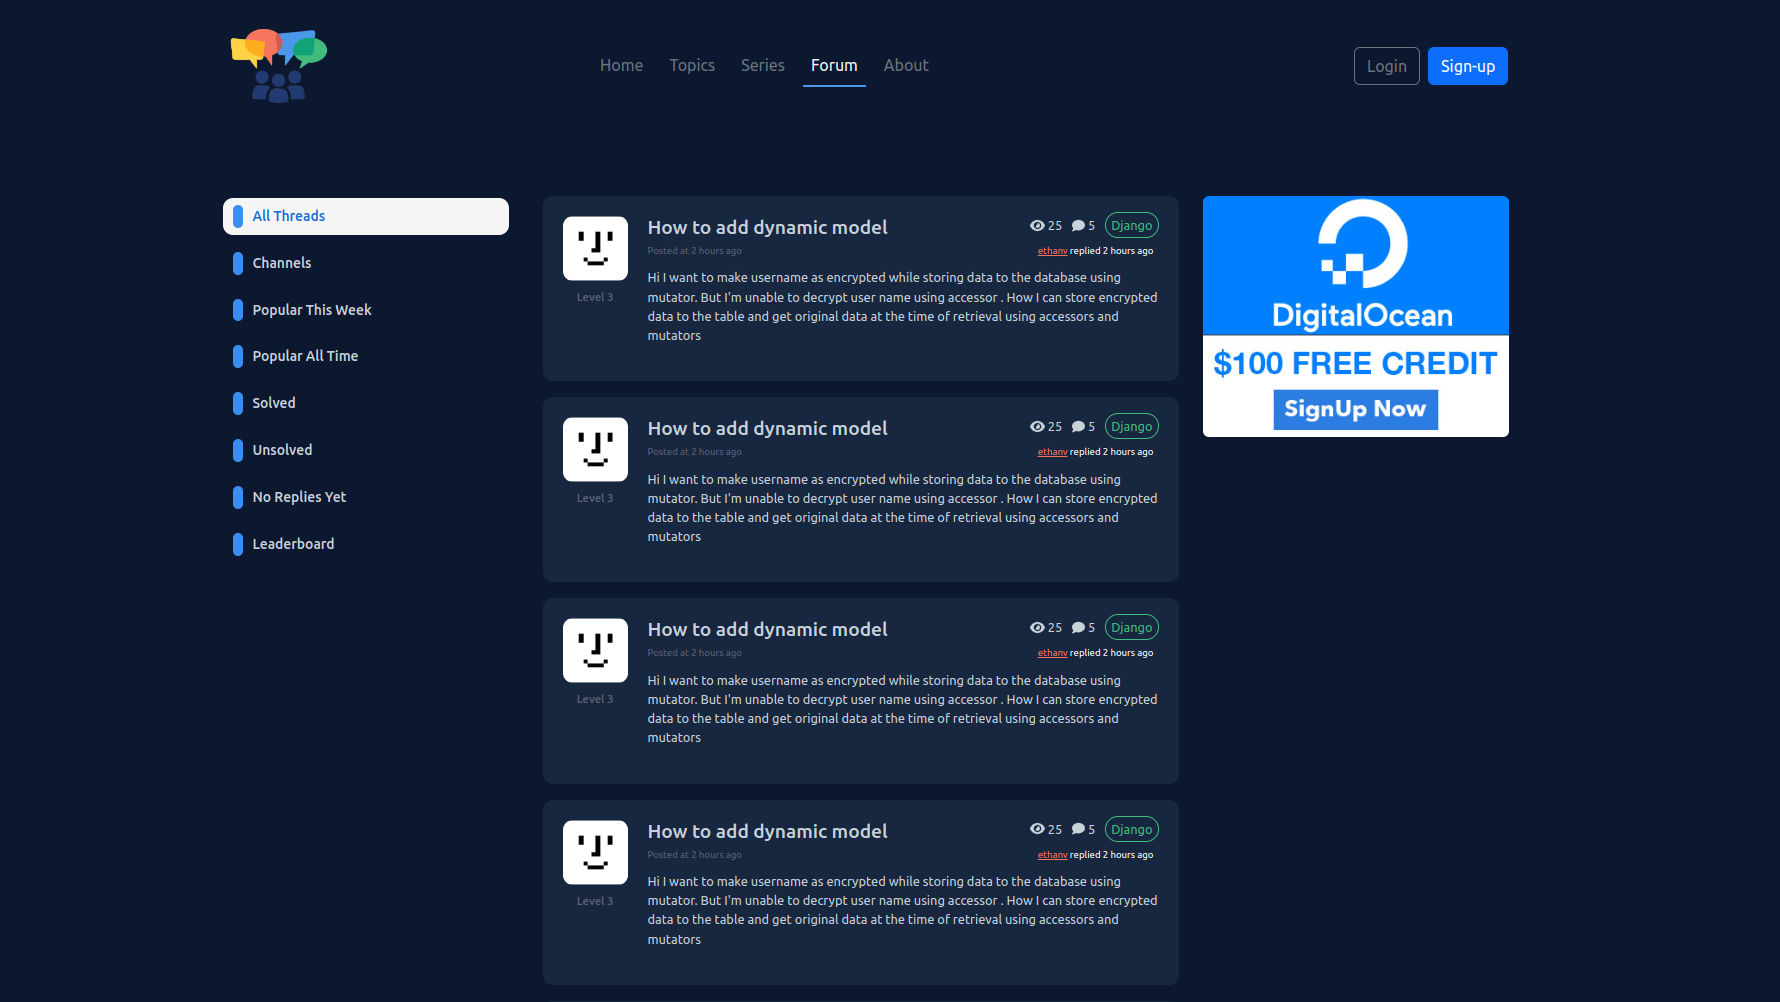 Home Topics Series Forum About
Login Sign-up
All Threads
Channels
Popular This Week
Popular All Time
Solved
Unsolved
No Replies Yet
Leaderboard
How to add dynamic model
25 5 Django
Posted at 2 hours ago
ethanv replied 2 hours ago
Level 3
Hi I want to make username as encrypted while storing data to the database using
mutator. But I'm unable to decrypt user name using accessor . How I can store encrypted
data to the table and get original data at the time of retrieval using accessors and
mutators
How to add dynamic model
25 5 Django
Posted at 2 hours ago
ethanv replied 2 hours ago
Level 3
Hi I want to make username as encrypted while storing data to the database using
mutator. But I'm unable to decrypt user name using accessor . How I can store encrypted
data to the table and get original data at the time of retrieval using accessors and
mutators
How to add dynamic model
25 5 Django
Posted at 2 hours ago
ethanv replied 2 hours ago
Level 3
Hi I want to make username as encrypted while storing data to the database using
mutator. But I'm unable to decrypt user name using accessor . How I can store encrypted
data to the table and get original data at the time of retrieval using accessors and
mutators
How to add dynamic model
25 5 Django
Posted at 2 hours ago
ethanv replied 2 hours ago
Level 3
Hi I want to make username as encrypted while storing data to the database using
mutator. But I'm unable to decrypt user name using accessor . How I can store encrypted
data to the table and get original data at the time of retrieval using accessors and
mutators
DigitalOcean
$100 FREE CREDIT
SignUp Now